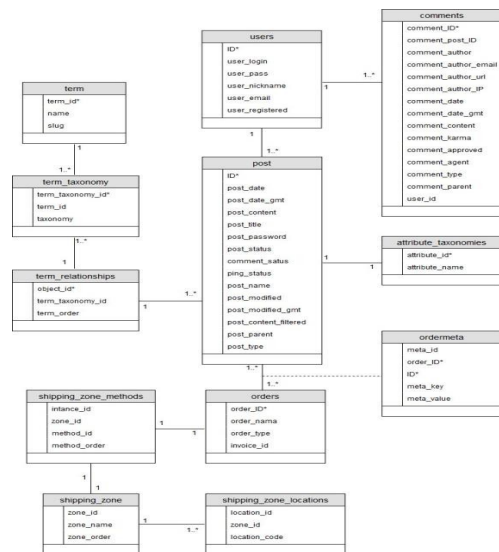 users
ID*
user_login
user_pass
user_nickname
user_email
user_registered
1
1..*
1
comments
comment_ID*
comment_post_ID
comment_author
comment_author_email
comment_author_url
comment_author_IP
comment_date
comment_date_gmt
comment_content
comment_karma
comment_approved
comment_agent
comment_type
comment_parent
user_id
term
term_id*
name
slug
1
1..*
term_taxonomy
term_taxonomy_id*
term_id
taxonomy
1..*
1
term_relationships
object_id*
term_taxonomy_id
term_order
1
1..*
1..*
post
ID*
post_date
post_date_gmt
post_content
post_title
post_password
post_status
comment_satus
ping_status
post_name
post_modified
post_modified_gmt
post_content_filtered
post_parent
post_type
1
1
attribute_taxonomies
attribute_id*
attribute_name
1..*
1..*
ordermeta
meta_id
order_ID*
ID*
meta_key
meta_value
shipping_zone_methods
intance_id
zone_id
method_id
method_order
1
1
orders
order_ID*
order_nama
order_type
invoice_id
1
1
shipping_zone
zone_id
zone_name
zone_order
1
1..*
shipping_zone_locations
location_id
zone_id
location_code